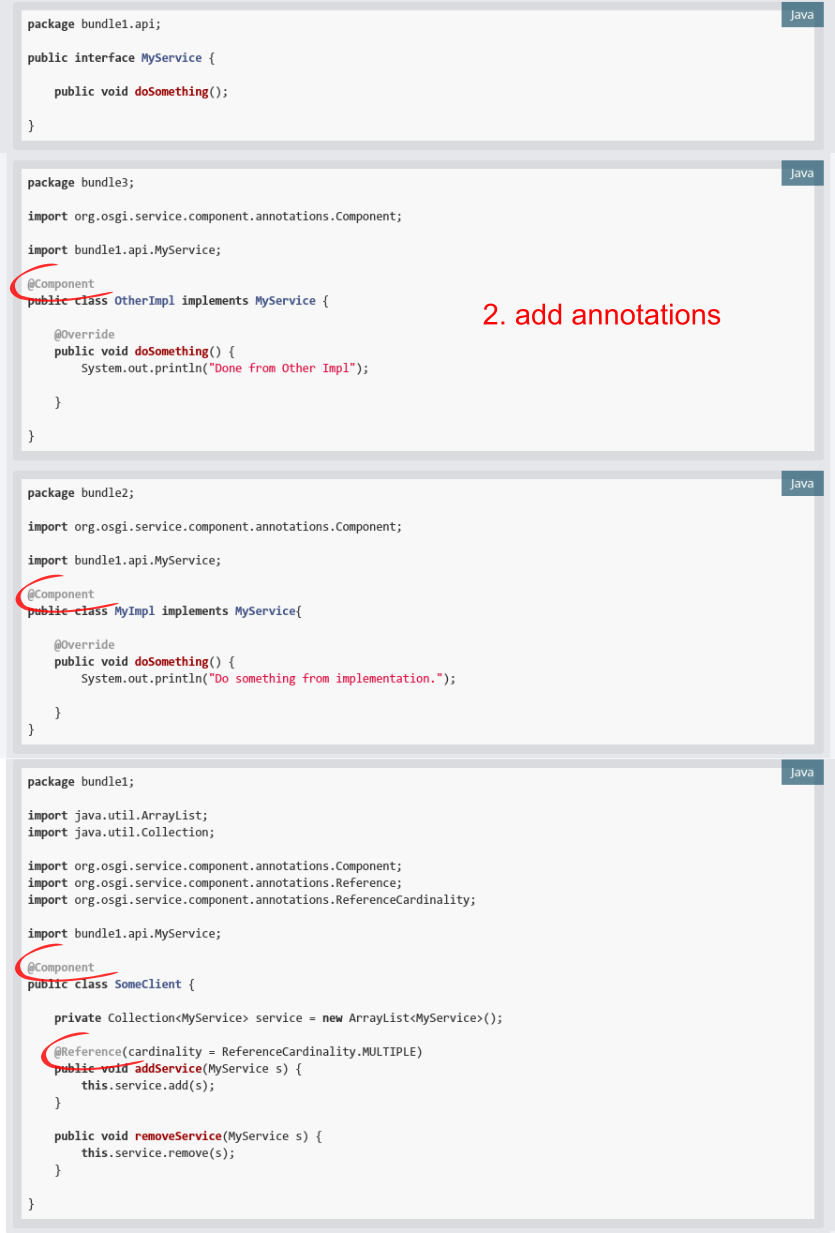 Java
package bundle1.api;
public interface MyService {
public void doSomething();
}
Java
package bundle3;
import org.osgi.service.component.annotations.Component;
import bundle1.api.MyService;
@Component
public class OtherImpl implements MyService {
2. add annotations
@Override
public void doSomething() {
System.out.println("Done from Other Impl");
}
}
Java
package bundle2;
import org.osgi.service.component.annotations.Component;
import bundle1.api.MyService;
@Component
public class MyImpl implements MyService{
@Override
public void doSomething() {
System.out.println("Do something from implementation.");
}
}
Java
package bundle1;
import java.util.ArrayList;
import java.util.Collection;
import org.osgi.service.component.annotations.Component;
import org.osgi.service.component.annotations.Reference;
import org.osgi.service.component.annotations.ReferenceCardinality;
import bundle1.api.MyService;
@Component
public class SomeClient {
private Collection<MyService> service = new ArrayList<MyService>();
@Reference(cardinality = ReferenceCardinality.MULTIPLE)
public void addService(MyService s) {
this.service.add(s);
}
public void removeService(MyService s) {
this.service.remove(s);
}
}